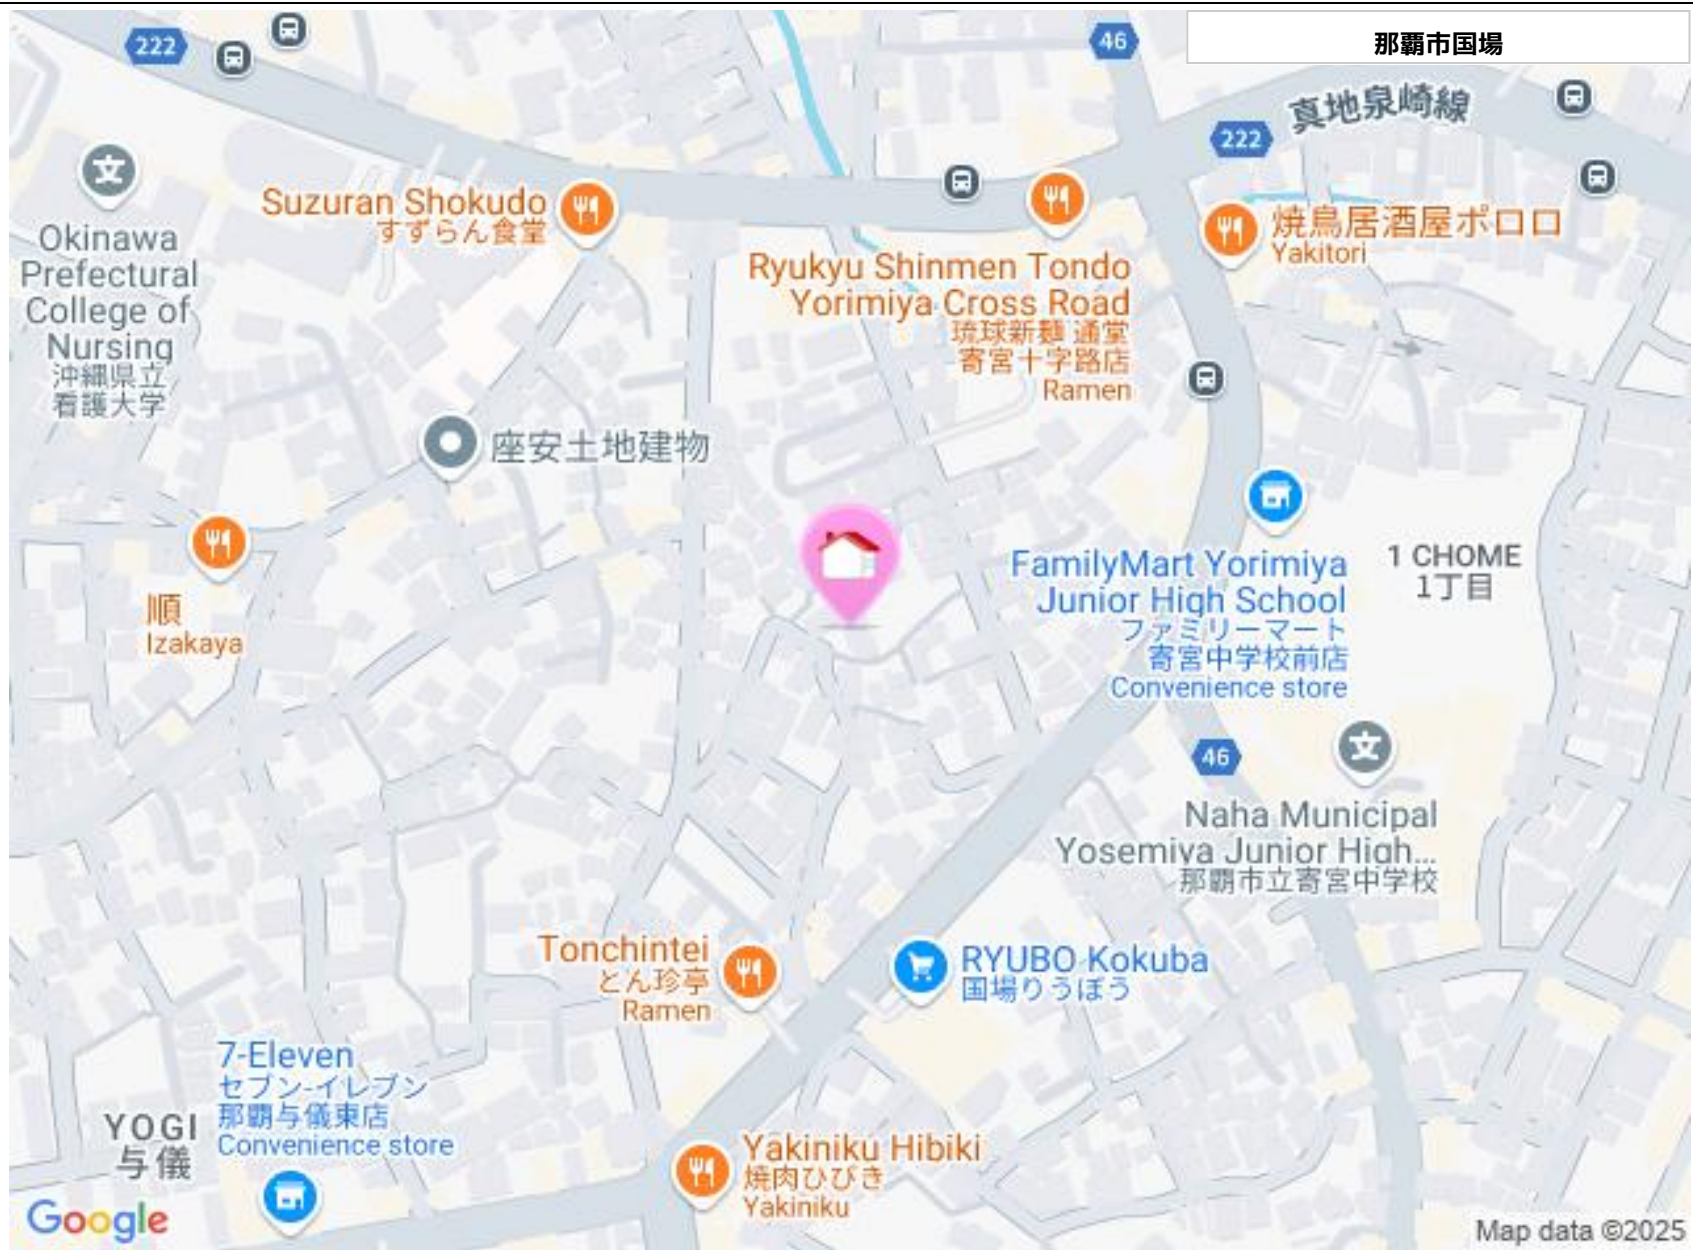 那覇市国場
222
46
真地泉崎線
222
Okinawa
Prefectural
College of
Nursing
沖縄県立
看護大学
Suzuran Shokudo
すずらん食堂
Ryukyu Shinmen Tondo
Yorimiya Cross Road
琉球新麺 通堂
寄宮十字路店
Ramen
焼鳥居酒屋ポロロ
Yakitori
座安土地建物
順
Izakaya
FamilyMart Yorimiya
Junior High School
ファミリーマート
寄宮中学校前店
Convenience store
1 CHOME
1丁目
46
Naha Municipal
Yosemiya Junior High...
那覇市立寄宮中学校
Tonchintei
とん珍亭
Ramen
RYUBO Kokuba
国場りうぼう
7-Eleven
セブン-イレブン
那覇与儀東店
Convenience store
YOGI
与儀
Yakiniku Hibiki
焼肉ひびき
Yakiniku
Google
Map data ©2025